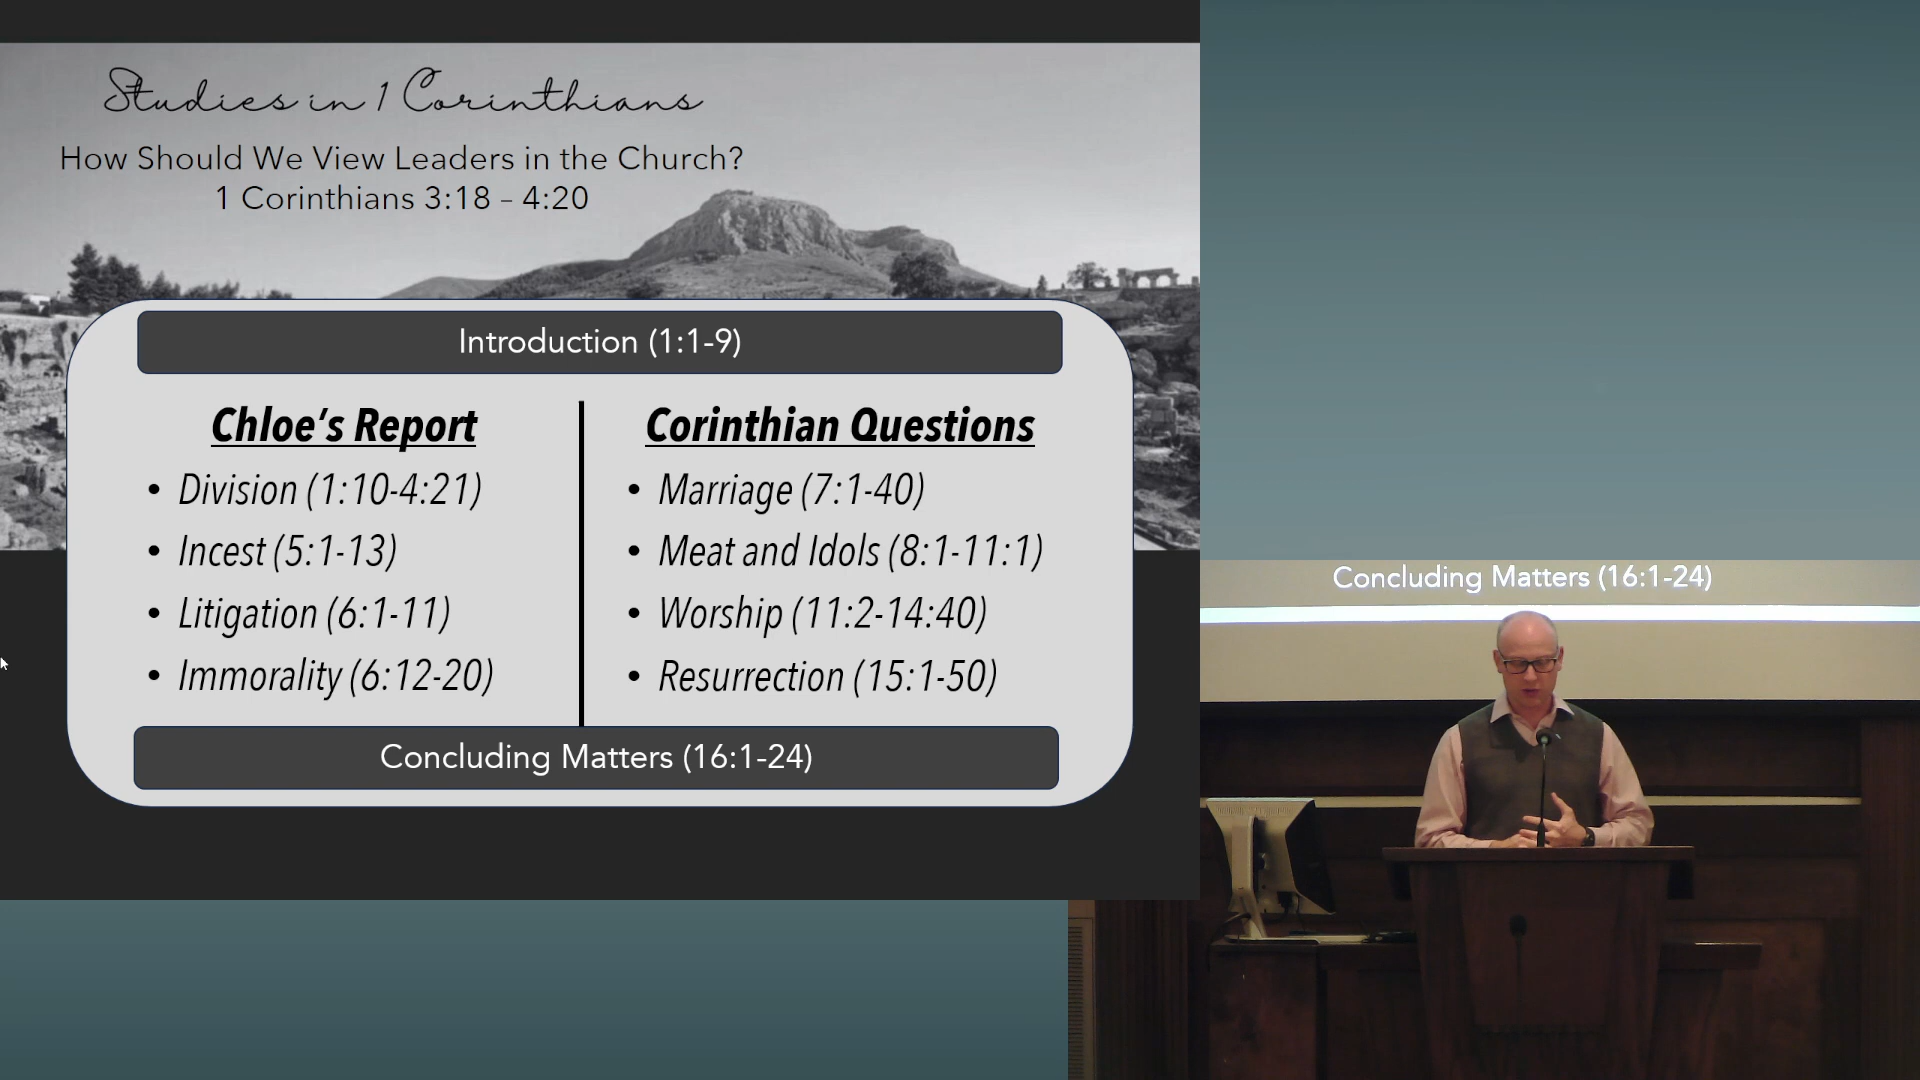 Studies in 1 Corinthians
How Should We View Leaders in the Church?
1 Corinthians 3:18 – 4:20
Introduction (1:1-9)
Chloe’s Report
• Division (1:10-4:21)
• Incest (5:1-13)
• Litigation (6:1-11)
• Immorality (6:12-20)
Corinthian Questions
• Marriage (7:1-40)
• Meat and Idols (8:1-11:1)
• Worship (11:2-14:40)
• Resurrection (15:1-50)
Concluding Matters (16:1-24)
Concluding Matters (16:1-24)